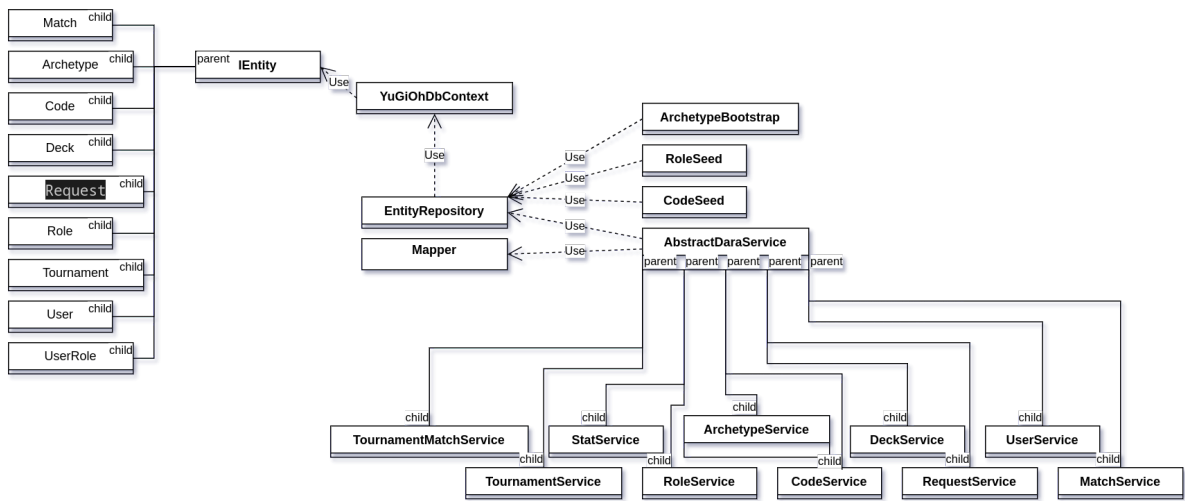 Match child
Archetype child
parent IEntity
Use
YuGiOhDbContext
Code child
Deck child
Request child
Role child
Tournament child
User child
UserRole child
Use
EntityRepository
Mapper
ArchetypeBootstrap
RoleSeed
CodeSeed
AbstractDaraService
Use
Use
Use
Use
Use
parent parent parent parent parent
child
TournamentMatchService
child
StatService
child
ArchetypeService
child
DeckService
child
UserService
child
TournamentService
child
RoleService
child
CodeService
child
RequestService
child
MatchService